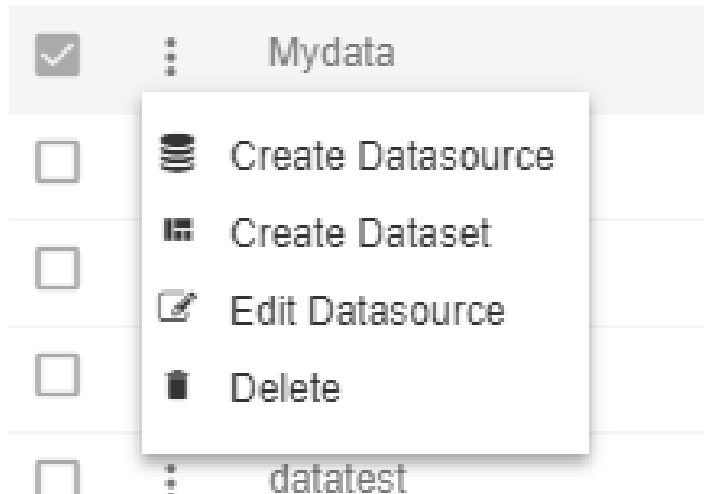 Mydata
Create Datasource
Create Dataset
Edit Datasource
Delete
datatest